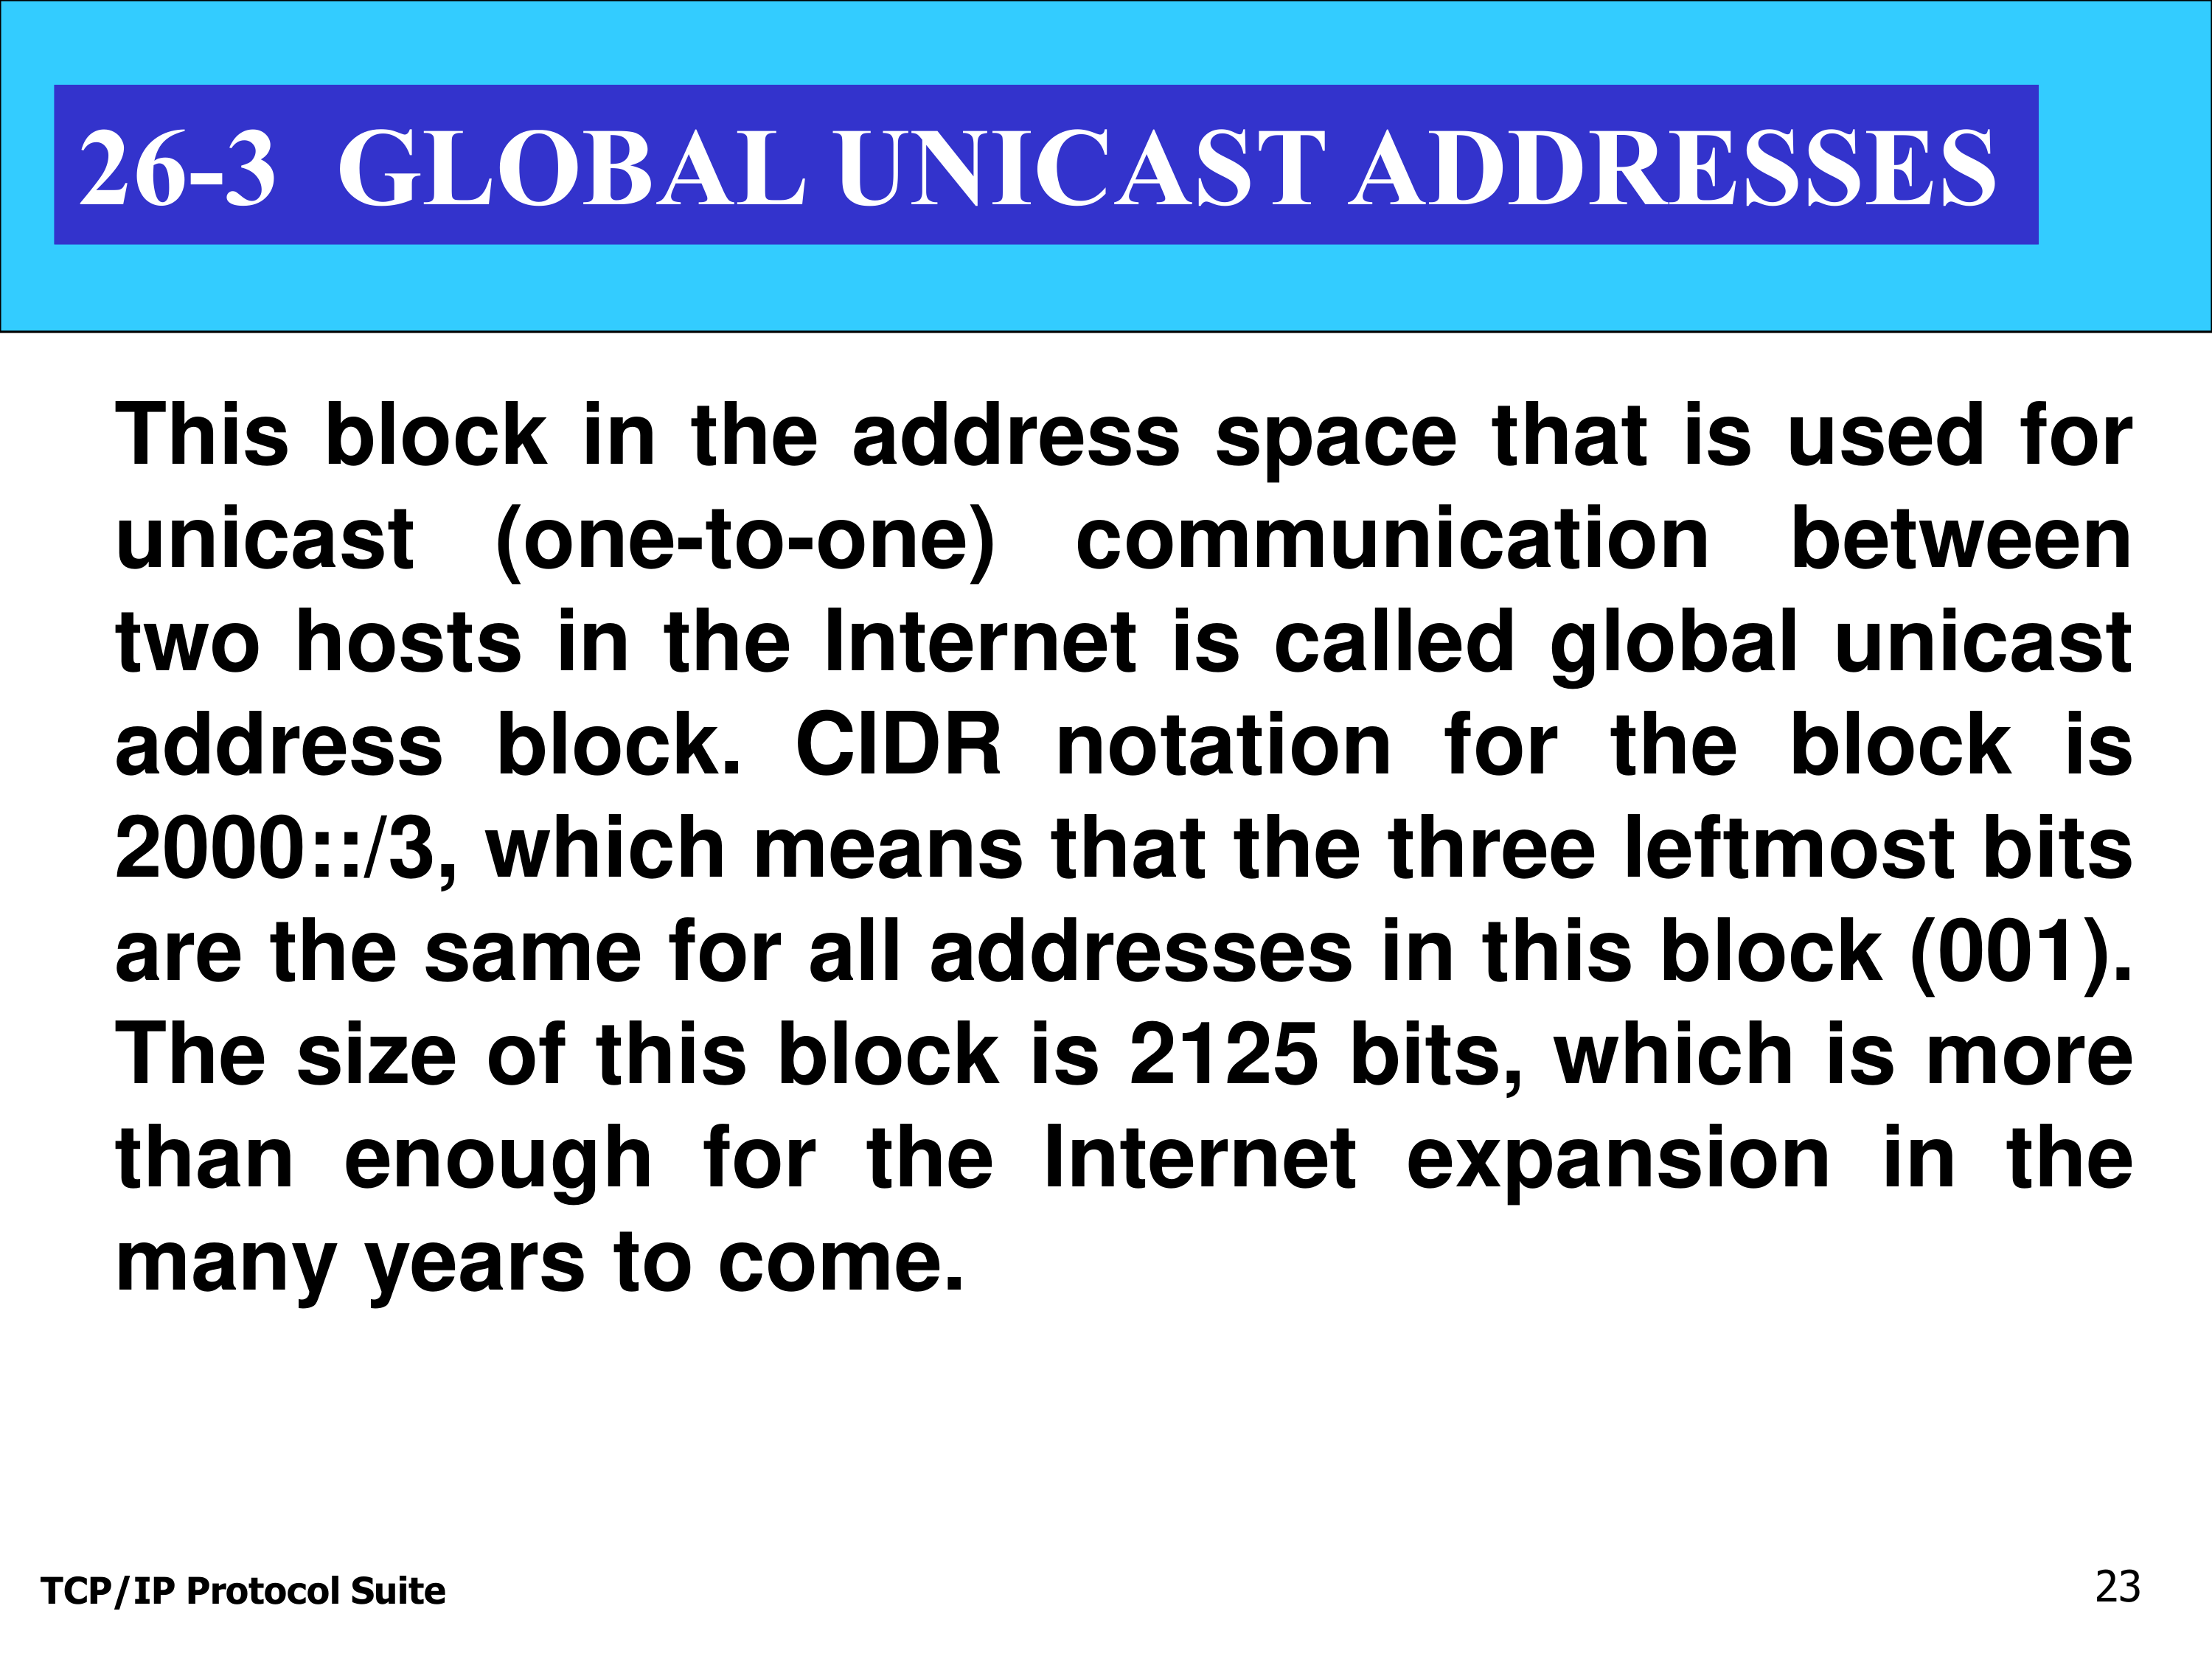 26-3 GLOBAL UNICAST ADDRESSES
This block in the address space that is used for
unicast (one-to-one) communication between
two hosts in the Internet is called global unicast
address block. CIDR notation for the block is
2000::/3, which means that the three leftmost bits
are the same for all addresses in this block (001).
The size of this block is 2125 bits, which is more
than enough for the Internet expansion in the
many years to come.
TCP/IP Protocol Suite
23